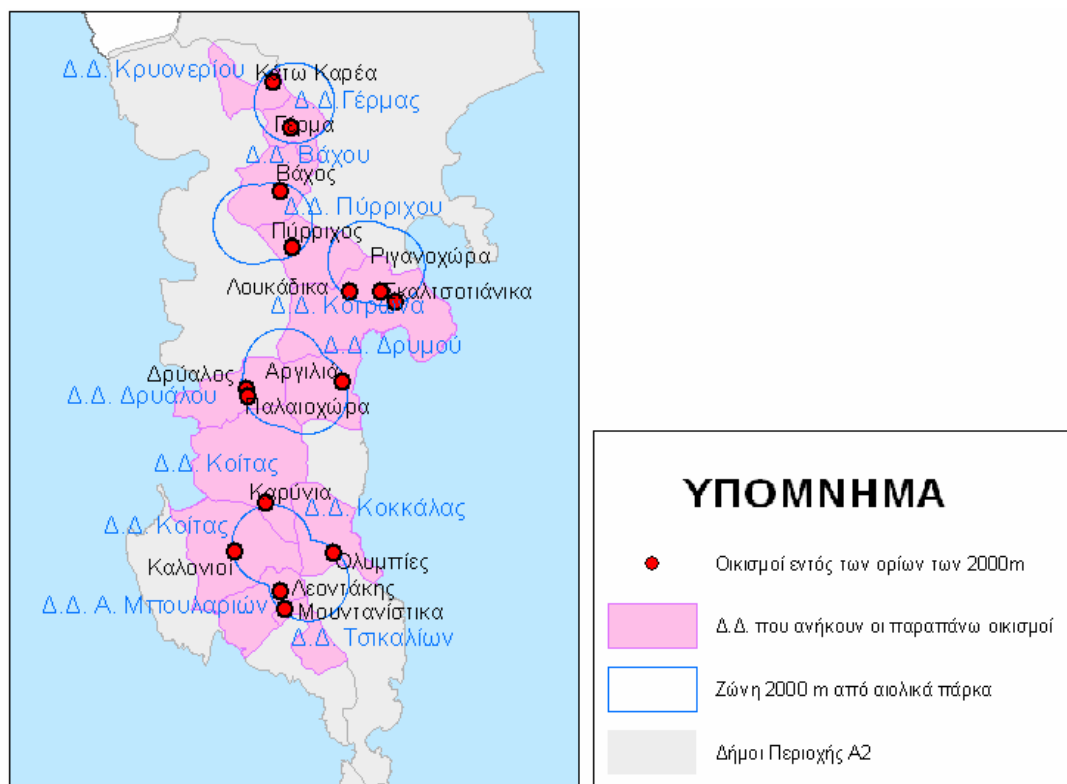 Δ.Δ. Κρυονερίου
Κάτω Καρέα
Δ.Δ. Γέρμας
Γέρμα
Δ.Δ. Βάχου
Βάχος
Δ.Δ. Πύρριχου
Πύρριχος
Ριγανοχώρα
Λουκάδικα
Σκαλτσοτιάνικα
Δ.Δ. Κότρωνα
Δ.Δ. Δρυμού
Δρύαλος
Αργιλιά
Δ.Δ. Δρυάλου
Παλαιοχώρα
Δ.Δ. Κοίτας
Καρύνια
Δ.Δ. Κοκκάλας
Δ.Δ. Κοίτας
Καλονιοί
Ολυμπίες
Λεοντάκης
Δ.Δ. Α. Μπουλαριών
Μουντανίστικα
Δ.Δ. Τσικαλίων
ΥΠΟΜΝΗΜΑ
Οικισμοί εντός των ορίων των 2000m
Δ.Δ. που ανήκουν οι παραπάνω οικισμοί
Ζώνη 2000 m από αιολικά πάρκα
Δήμοι Περιοχής Α2